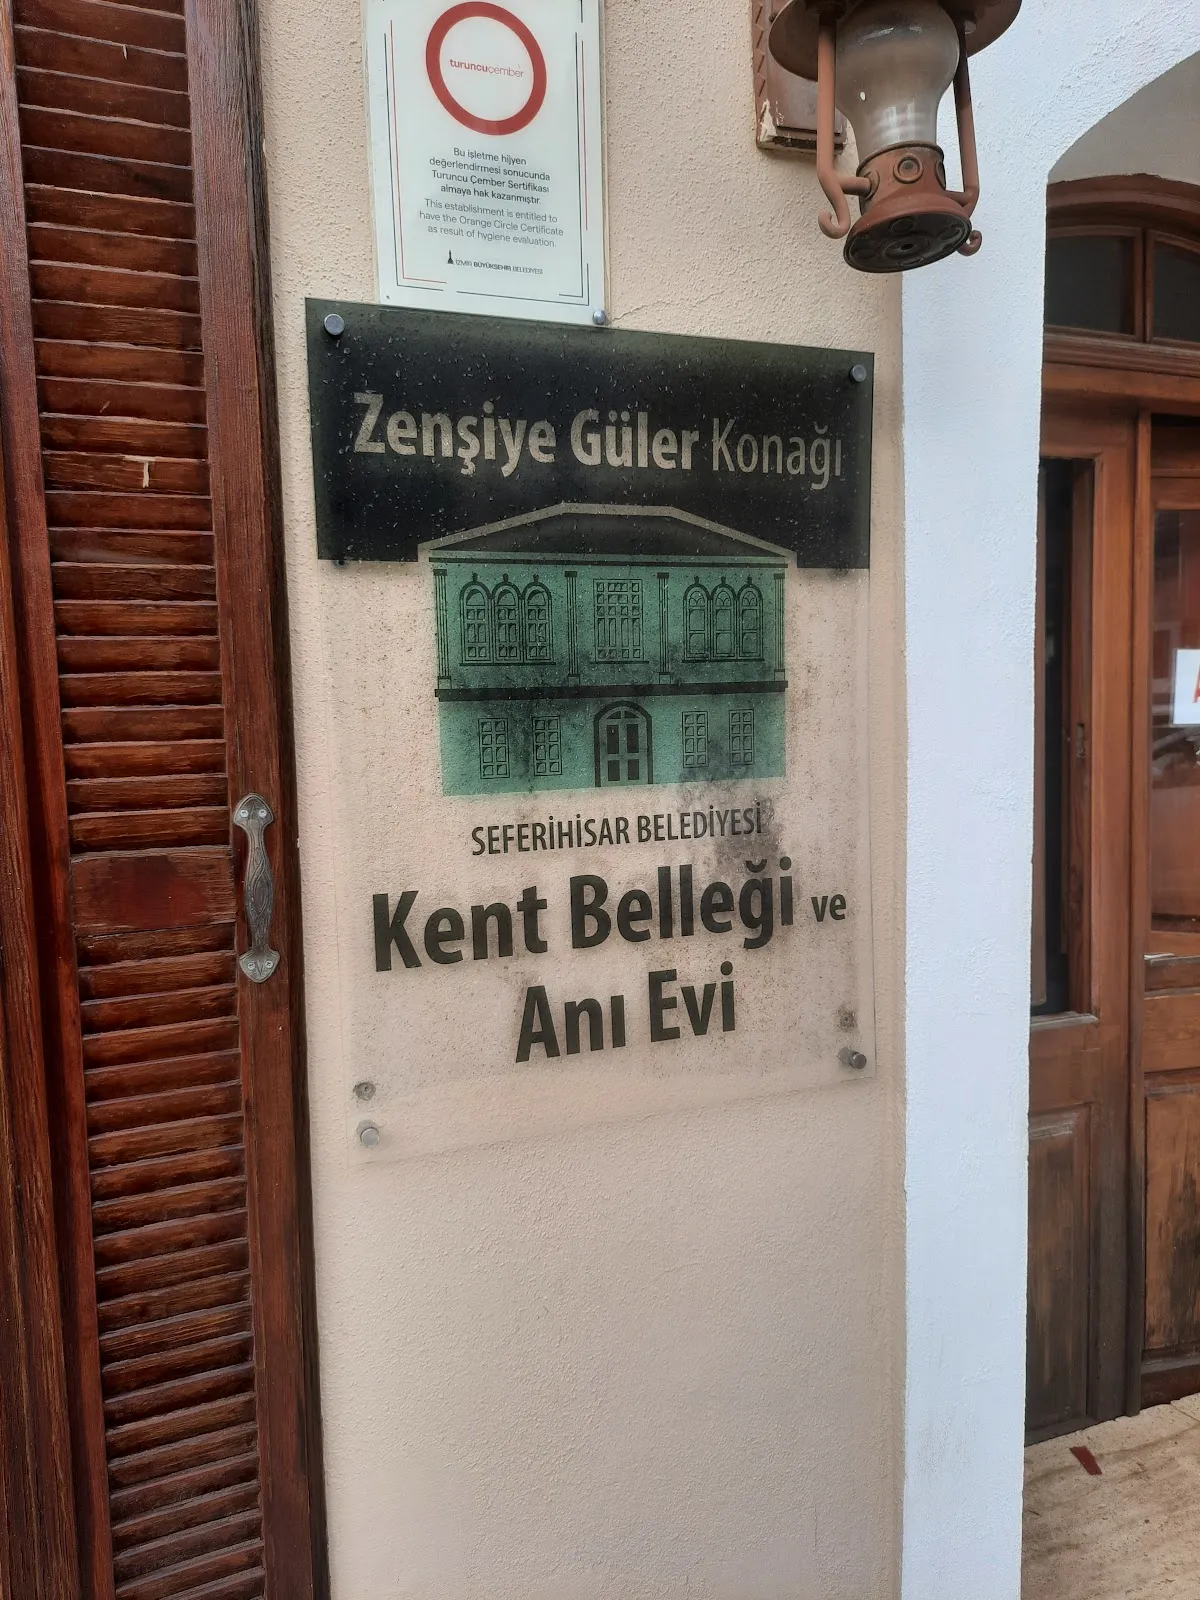 turuncuçember
Bu işletme hijyen
değerlendirmesi sonucunda
Turuncu Çember Sertifikası
almaya hak kazanmıştır.
This establishment is entitled to
have the Orange Circle Certificate
as result of hygiene evaluation.
İZMİR BÜYÜKŞEHİR BELEDİYESİ
Zenşiye Güler Konağı
SEFERİHİSAR BELEDİYESİ
Kent Belleği ve
Anı Evi